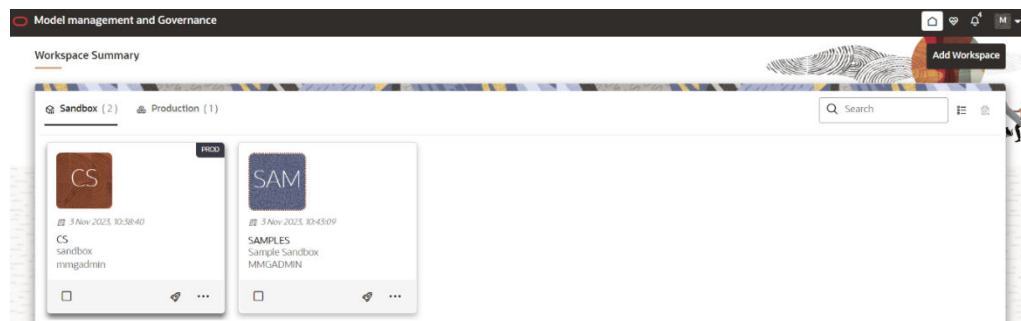 Model management and Governance
4
M
Workspace Summary
Add Workspace
Sandbox (2)
Production (1)
Search
PROD
CS
SAM
3 Nov 2023, 10:38:40
3 Nov 2023, 10:43:09
CS
SAMPLES
sandbox
Sample Sandbox
mmgadmin
MMGADMIN